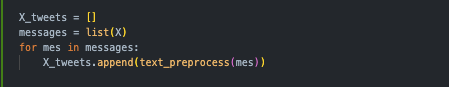 X_tweets = []
messages = list(X)
for mes in messages:
    X_tweets.append(text_preprocess(mes))